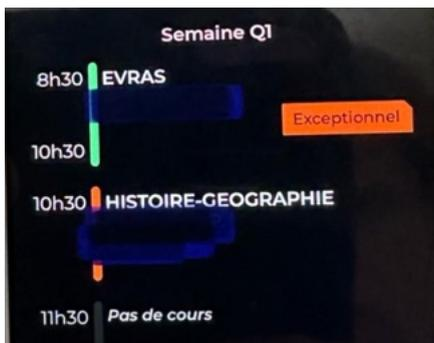 Semaine Q1
8h30 EVRAS
Exceptionnel
10h30
10h30 HISTOIRE-GEOGRAPHIE
11h30 Pas de cours